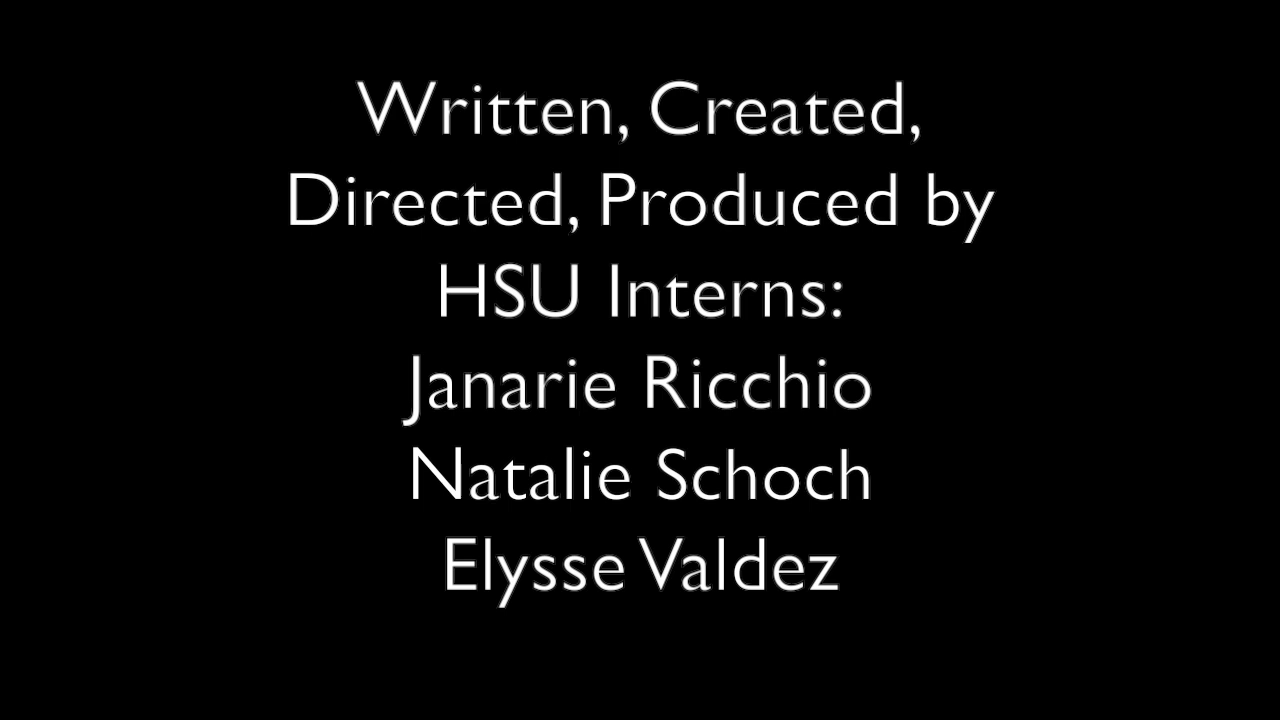 Written, Created,
Directed, Produced by
HSU Interns:
Janarie Ricchio
Natalie Schoch
Elysse Valdez